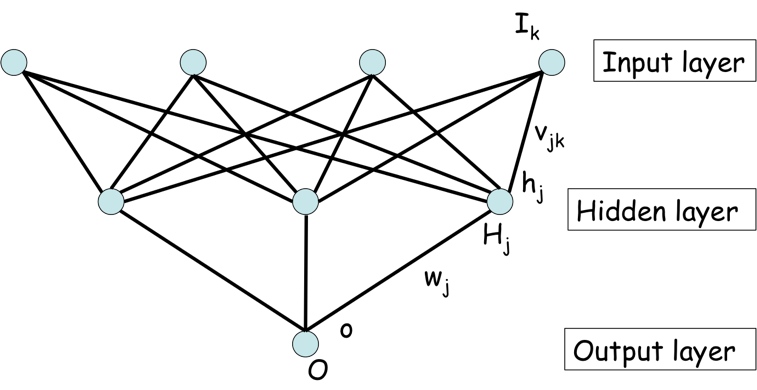 I_k
Input layer
v_jk
h_j
Hidden layer
H_j
w_j
o
O
Output layer